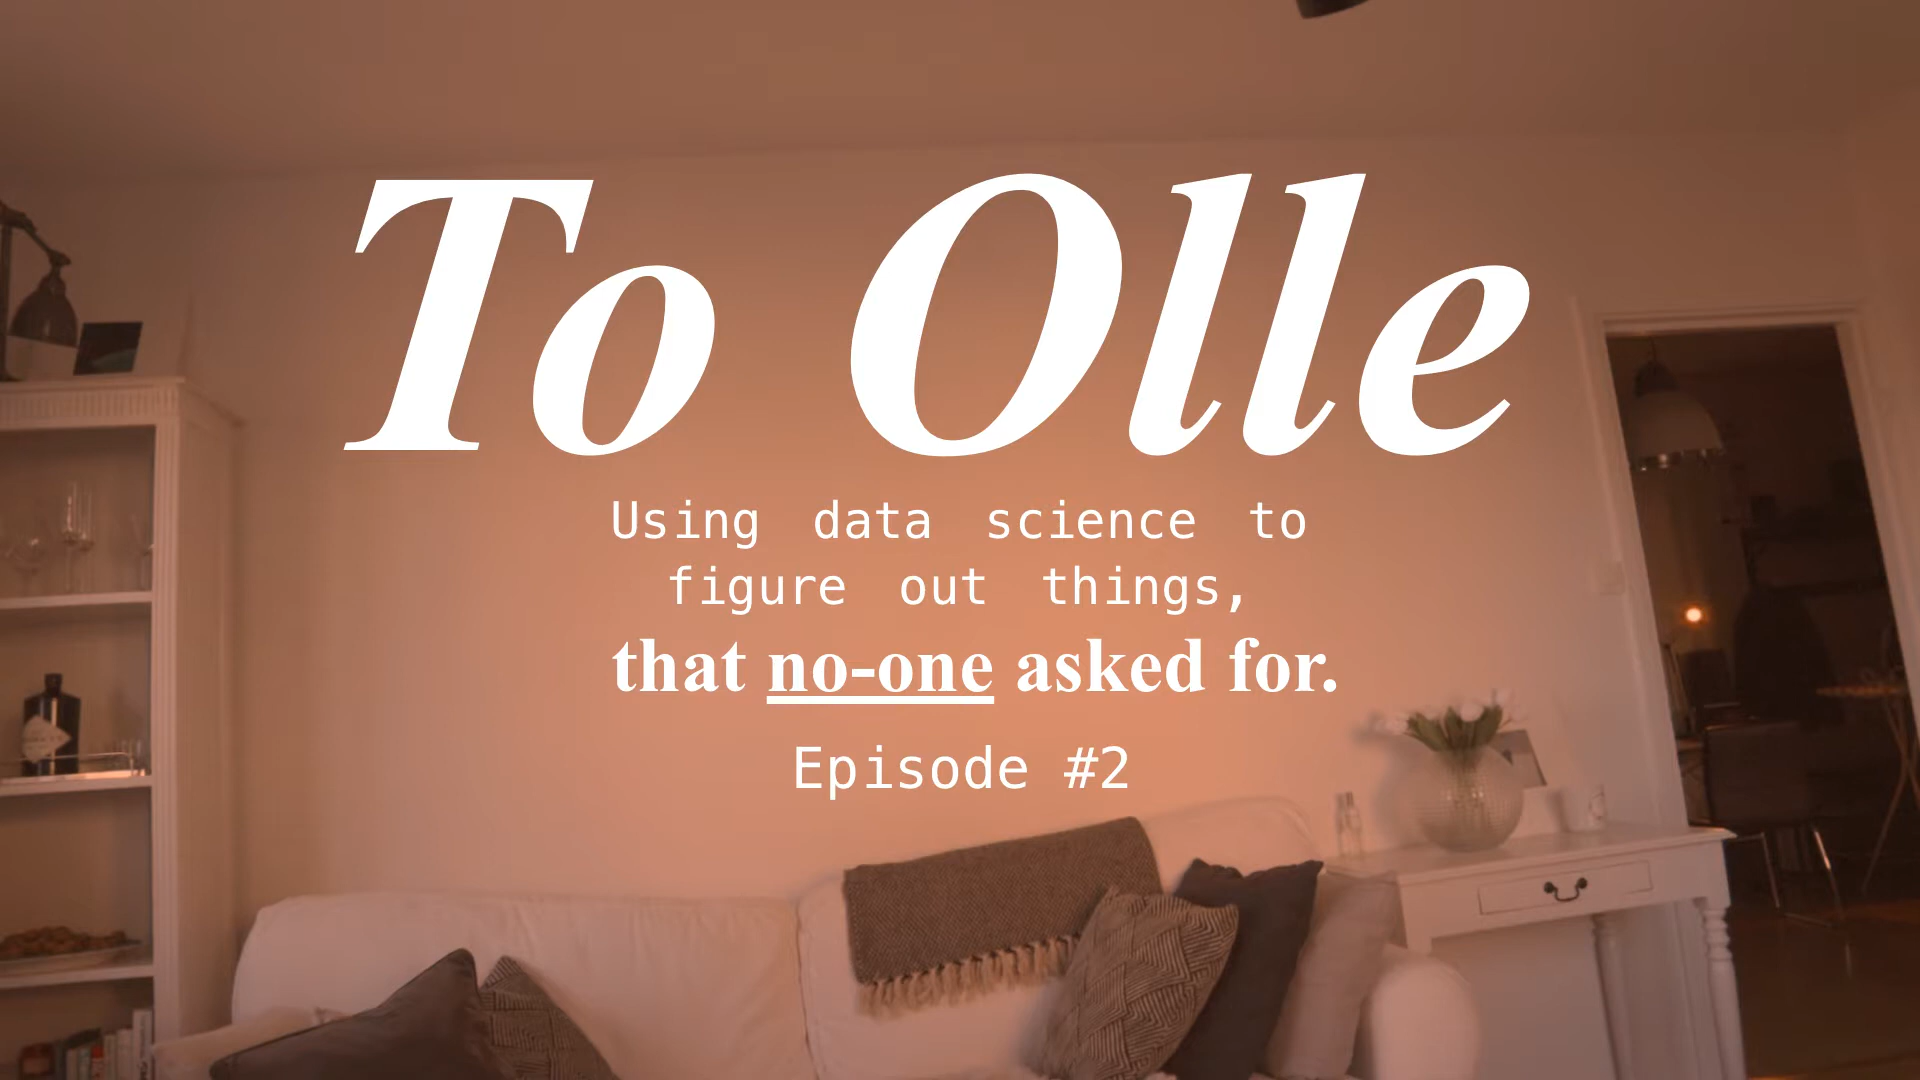 To Olle
Using data science to
figure out things,
that no-one asked for.
Episode #2